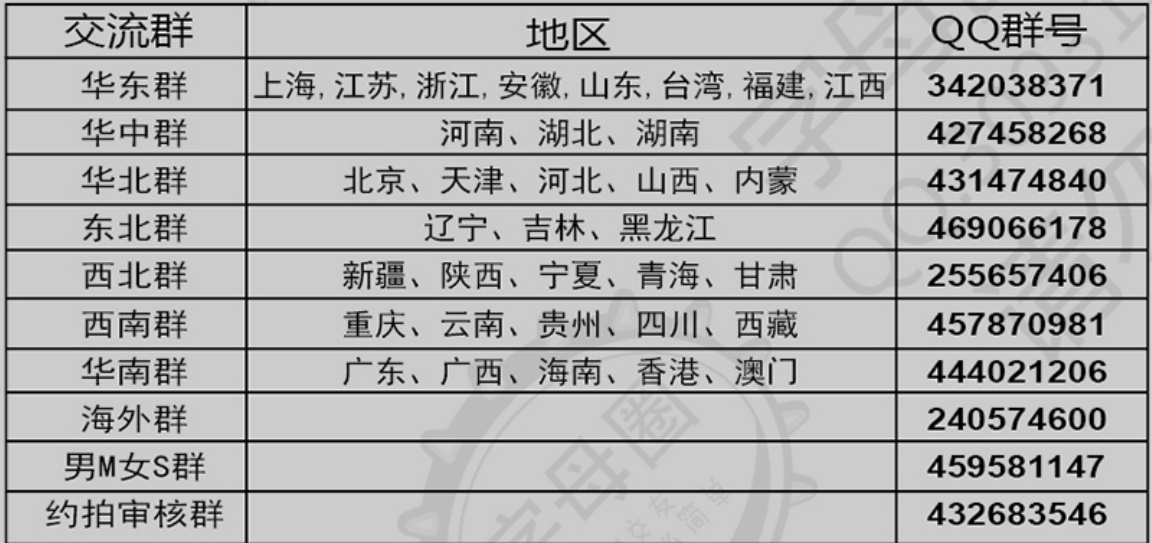 交流群 地区 QQ群号
华东群 上海,江苏,浙江,安徽,山东,台湾,福建,江西 342038371
华中群 河南、湖北、湖南 427458268
华北群 北京、天津、河北、山西、内蒙 431474840
东北群 辽宁、吉林、黑龙江 469066178
西北群 新疆、陕西、宁夏、青海、甘肃 255657406
西南群 重庆、云南、贵州、四川、西藏 457870981
华南群 广东、广西、海南、香港、澳门 444021206
海外群 240574600
男M女S群 459581147
约拍审核群 432683546
字母圈